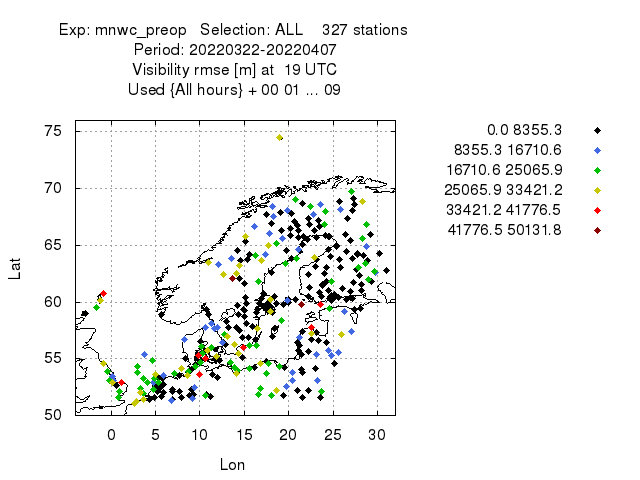 Exp: mnwc_preop Selection: ALL 327 stations
Period: 20220322-20220407
Visibility rmse [m] at 19 UTC
Used {All hours} + 00 01 ... 09
0.0 8355.3
8355.3 16710.6
16710.6 25065.9
25065.9 33421.2
33421.2 41776.5
41776.5 50131.8
75
70
65
60
55
50
Lat
0 5 10 15 20 25 30
Lon